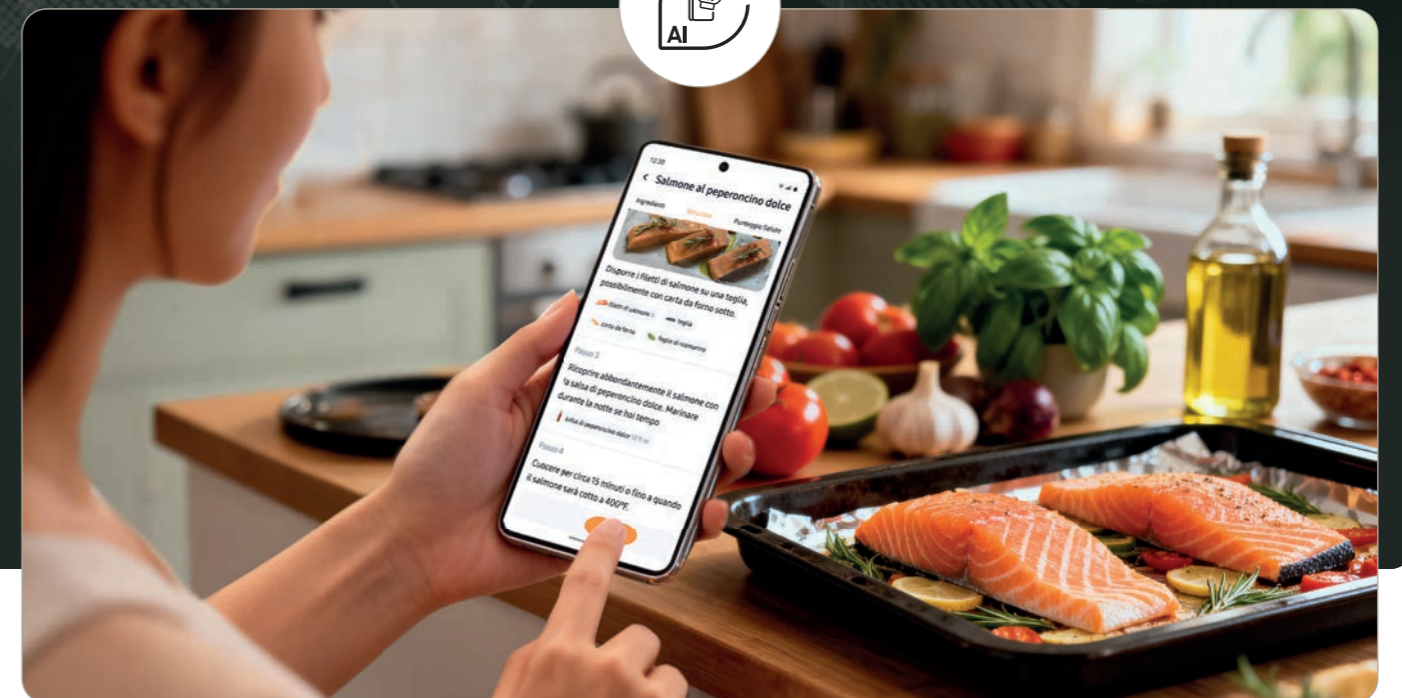 AI
12:30
Salmone al peperoncino dolce
Ingredienti
Istruzioni
Punteggio Salute
Disporre i filetti di salmone su una teglia,
possibilmente con carta da forno sotto.
filetti di salmone
teglia
carta da forno
foglie di rosmarino
Passo 3
Ricoprire abbondantemente il salmone con
la salsa di peperoncino dolce. Marinare
durante la notte se hai tempo
salsa di peperoncino dolce
Passo 4
Cuocere per circa 15 minuti o fino a quando
il salmone sarà cotto a 400°F.